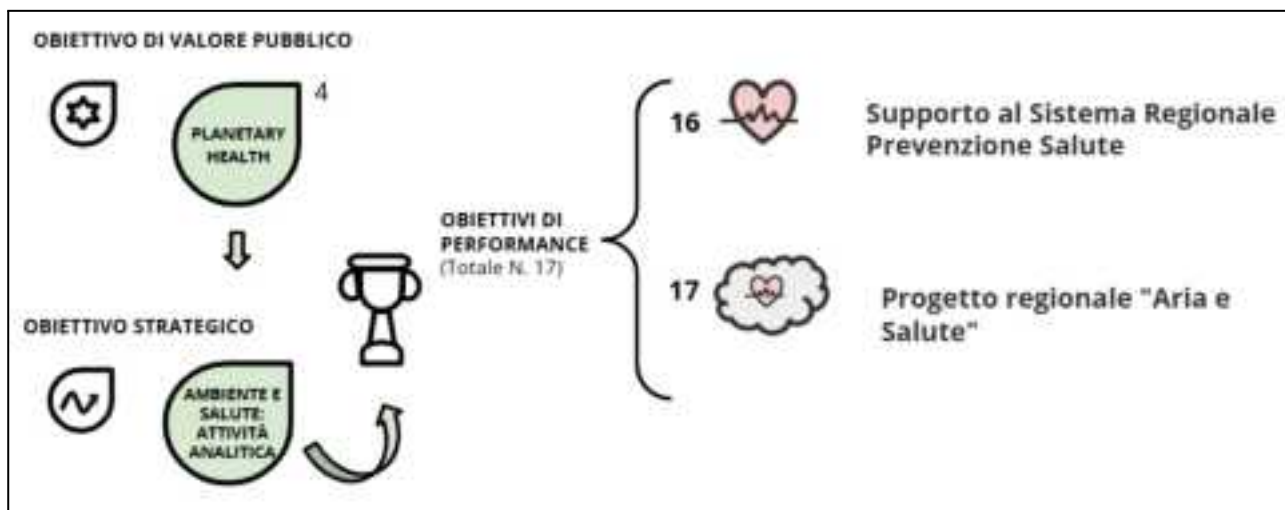 OBIETTIVO DI VALORE PUBBLICO
4
PLANETARY
HEALTH
OBIETTIVO STRATEGICO
AMBIENTE E
SALUTE:
ATTIVITÀ
ANALITICA
OBIETTIVI DI
PERFORMANCE
(Totale N. 17)
16
Supporto al Sistema Regionale
Prevenzione Salute
17
Progetto regionale "Aria e
Salute"